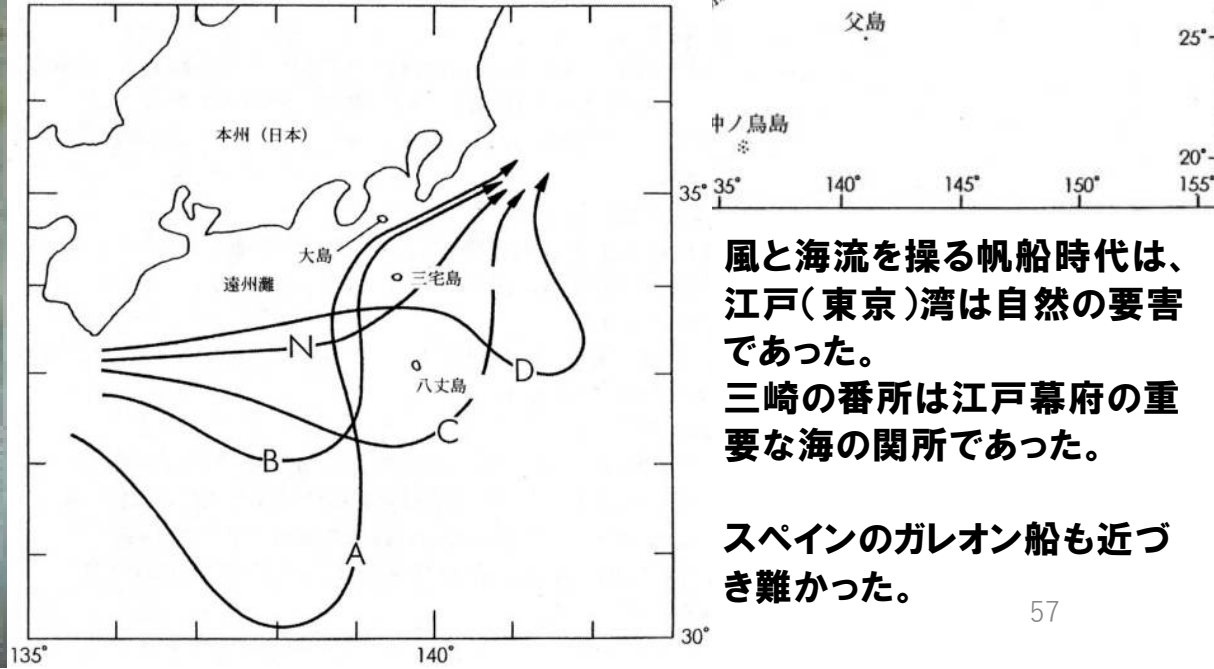 本州（日本）
大島
遠州灘
三宅島
八丈島
N
D
C
B
A
35°
30°
135°
140°
父島
沖ノ鳥島
25°
20°
35°
140°
145°
150°
155°
風と海流を操る帆船時代は、
江戸（東京）湾は自然の要害
であった。
三崎の番所は江戸幕府の重
要な海の関所であった。
スペインのガレオン船も近づ
き難かった。
57